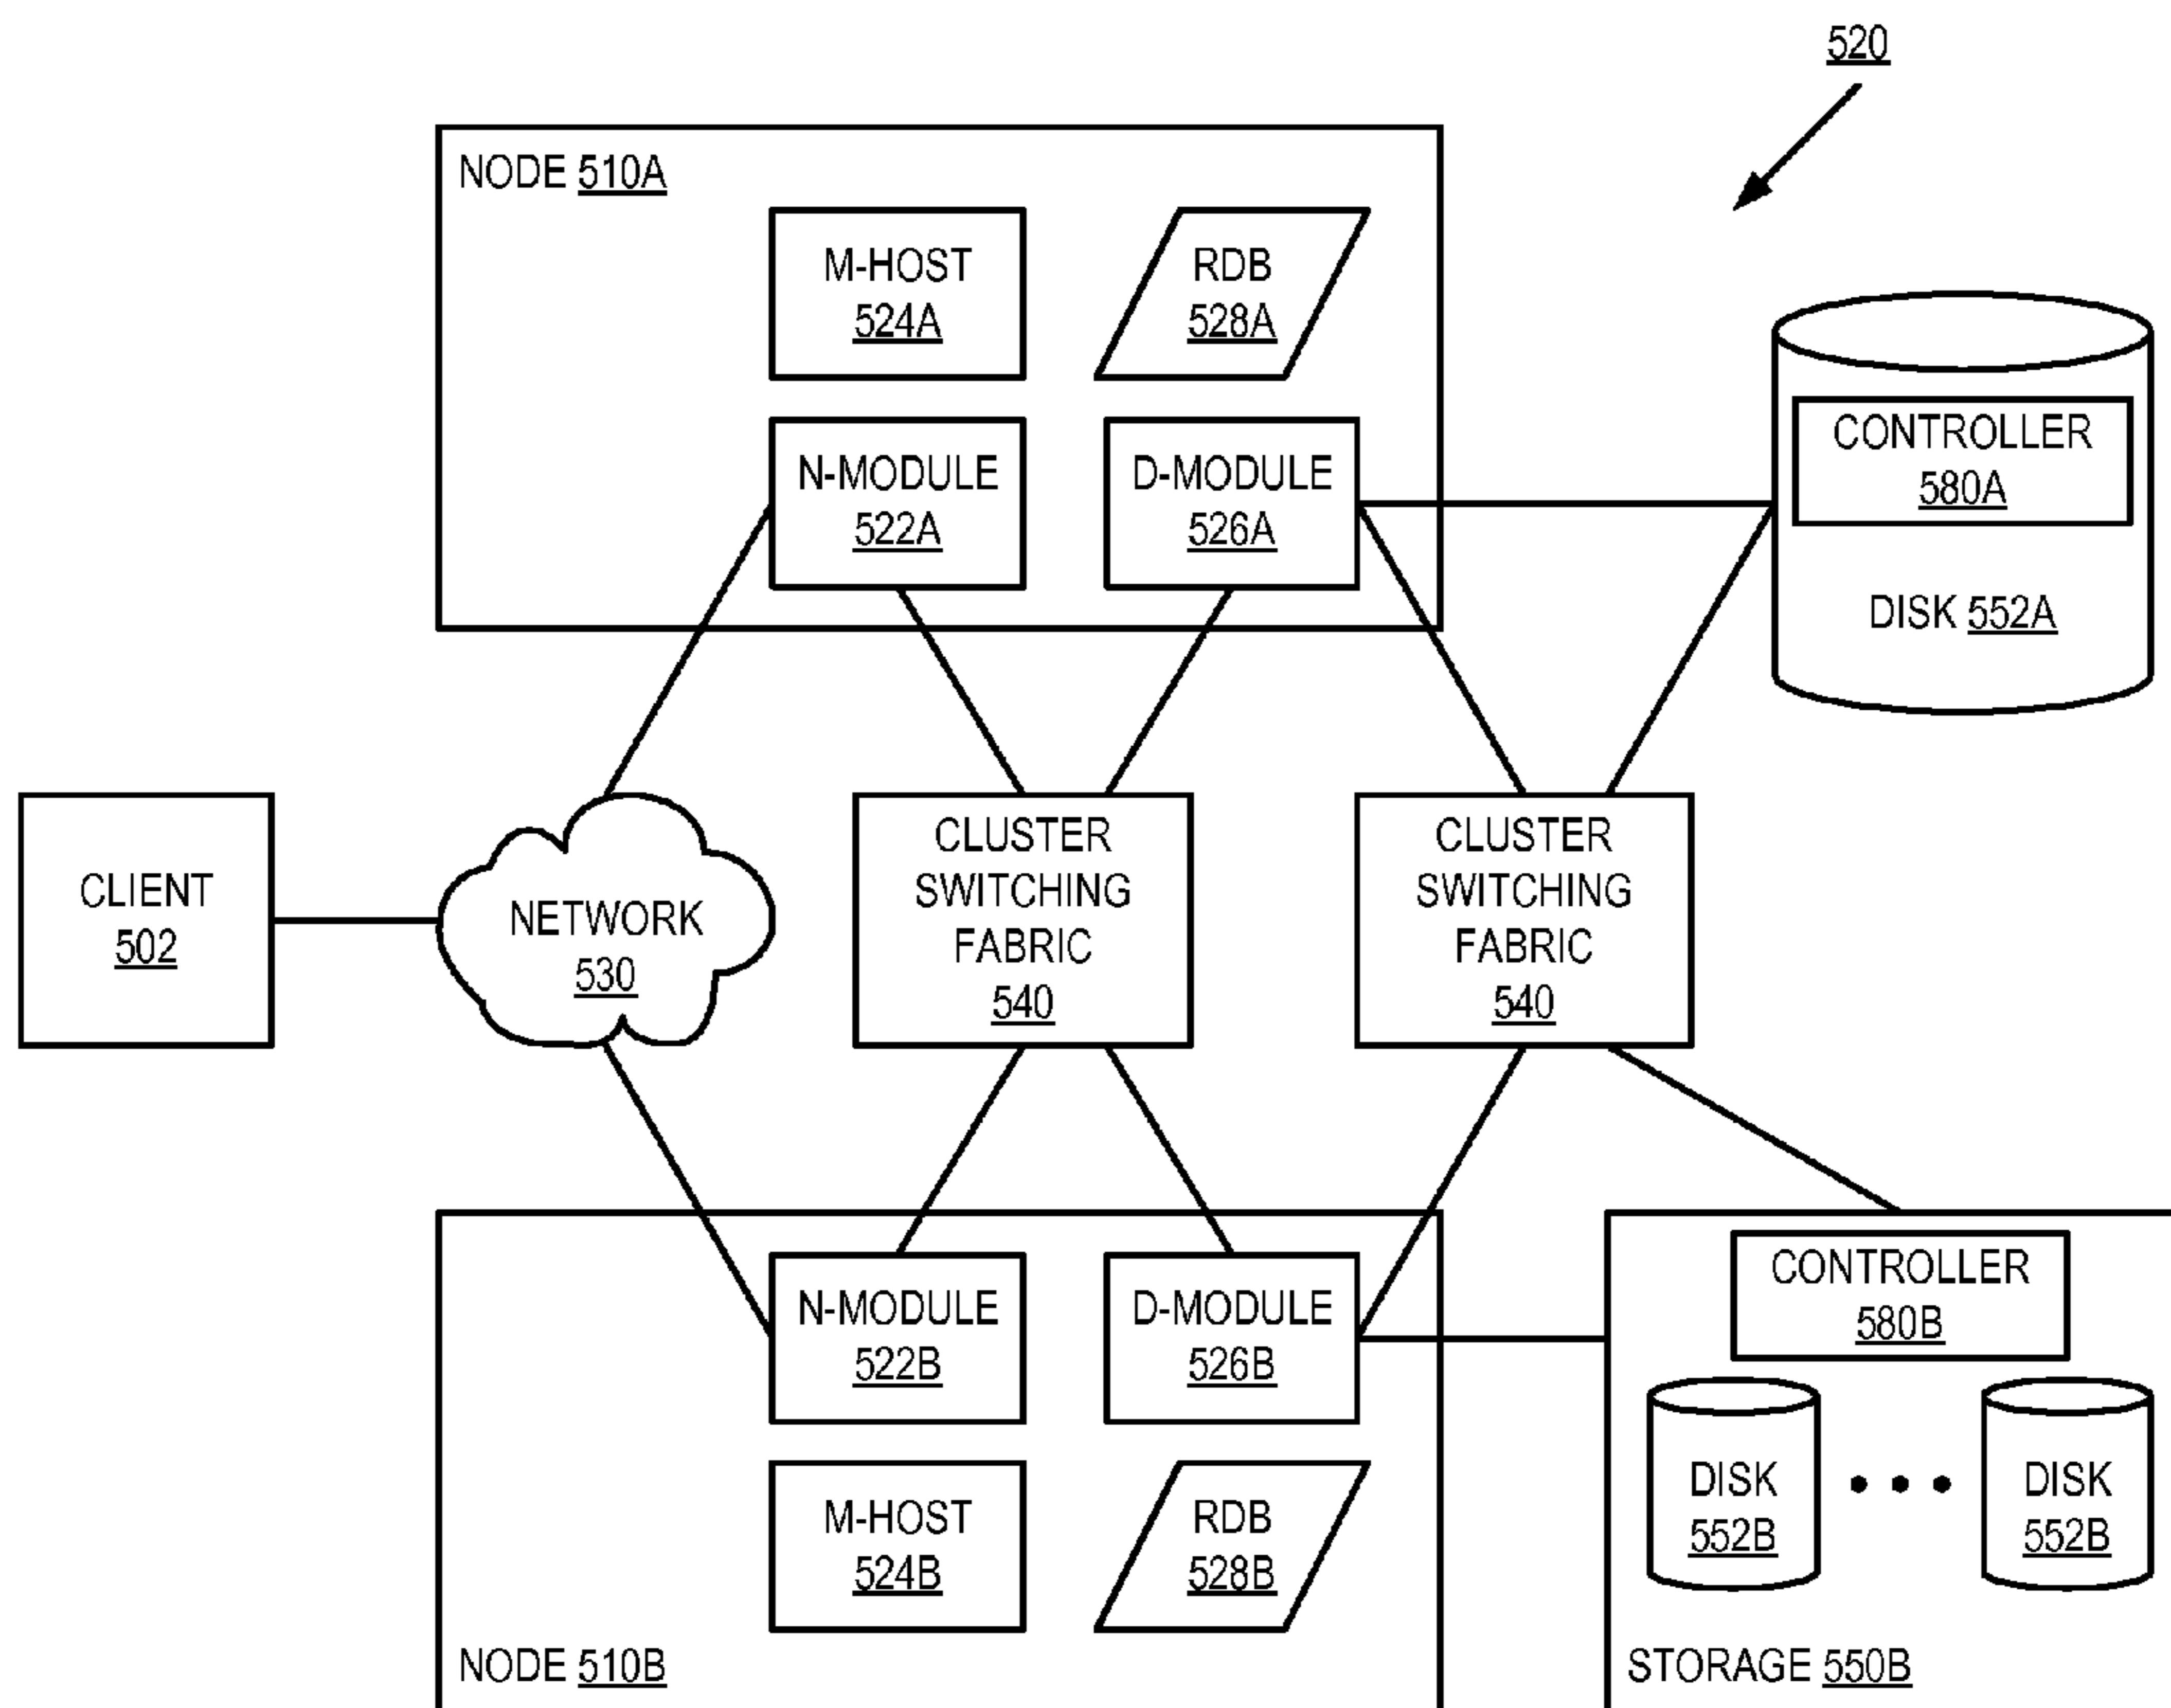 520
NODE 510A
M-HOST
524A
RDB
528A
N-MODULE
522A
D-MODULE
526A
CONTROLLER
580A
DISK 552A
CLIENT
502
NETWORK
530
CLUSTER
SWITCHING
FABRIC
540
CLUSTER
SWITCHING
FABRIC
540
N-MODULE
522B
D-MODULE
526B
M-HOST
524B
RDB
528B
NODE 510B
CONTROLLER
580B
DISK
552B
DISK
552B
STORAGE 550B